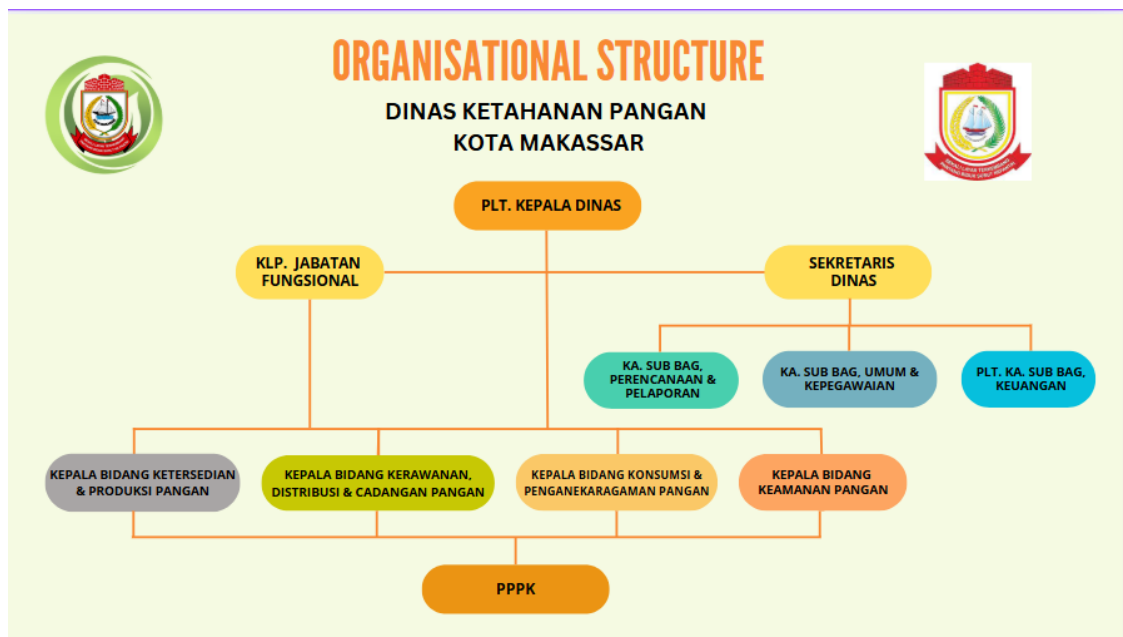 ORGANISATIONAL STRUCTURE
DINAS KETAHANAN PANGAN
KOTA MAKASSAR
PLT. KEPALA DINAS
KLP. JABATAN
FUNGSIONAL
SEKRETARIS
DINAS
KA. SUB BAG,
PERENCANAAN &
PELAPORAN
KA. SUB BAG, UMUM &
KEPEGAWAIAN
PLT. KA. SUB BAG,
KEUANGAN
KEPALA BIDANG KETERSEDIAN
& PRODUKSI PANGAN
KEPALA BIDANG KERAWANAN,
DISTRIBUSI & CADANGAN PANGAN
KEPALA BIDANG KONSUMSI &
PENGANEKARAGAMAN PANGAN
KEPALA BIDANG
KEAMANAN PANGAN
PPPK